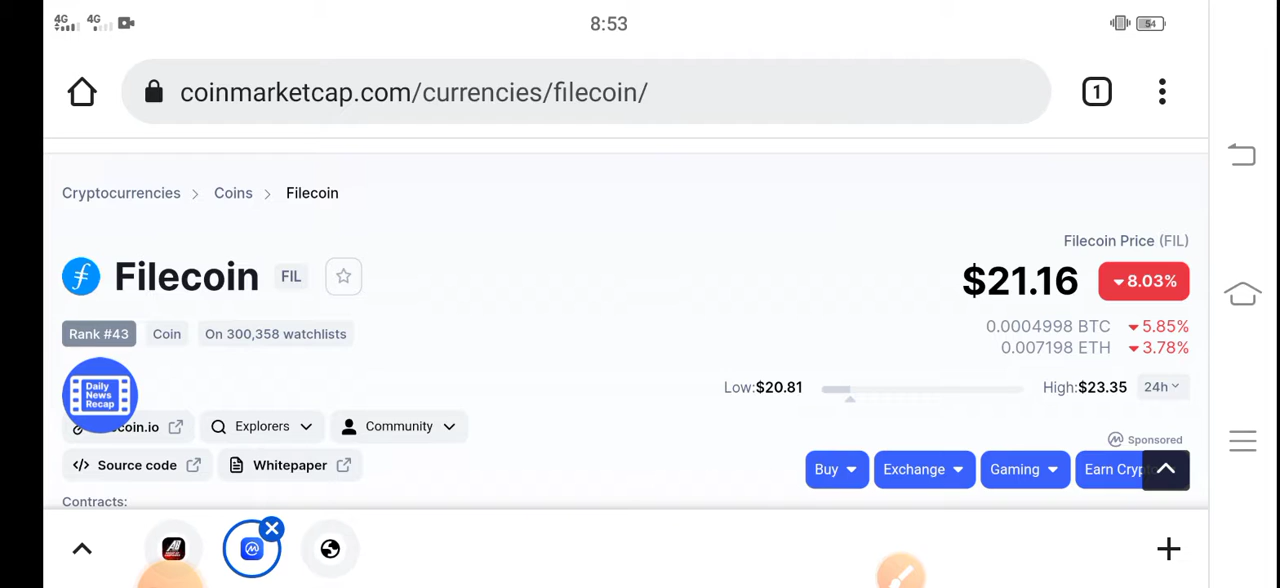 4G 4G 8:53 54
coinmarketcap.com/currencies/filecoin/ 1
Cryptocurrencies > Coins > Filecoin
Filecoin Price (FIL)
Filecoin FIL $21.16 8.03%
0.0004998 BTC 5.85%
Rank #43 Coin On 300,358 watchlists
0.007198 ETH 3.78%
Daily
News
Recap
Low:$20.81 High:$23.35 24h
coin.io Explorers Community
Sponsored
Source code Whitepaper
Buy Exchange Gaming Earn Cryp
Contracts: